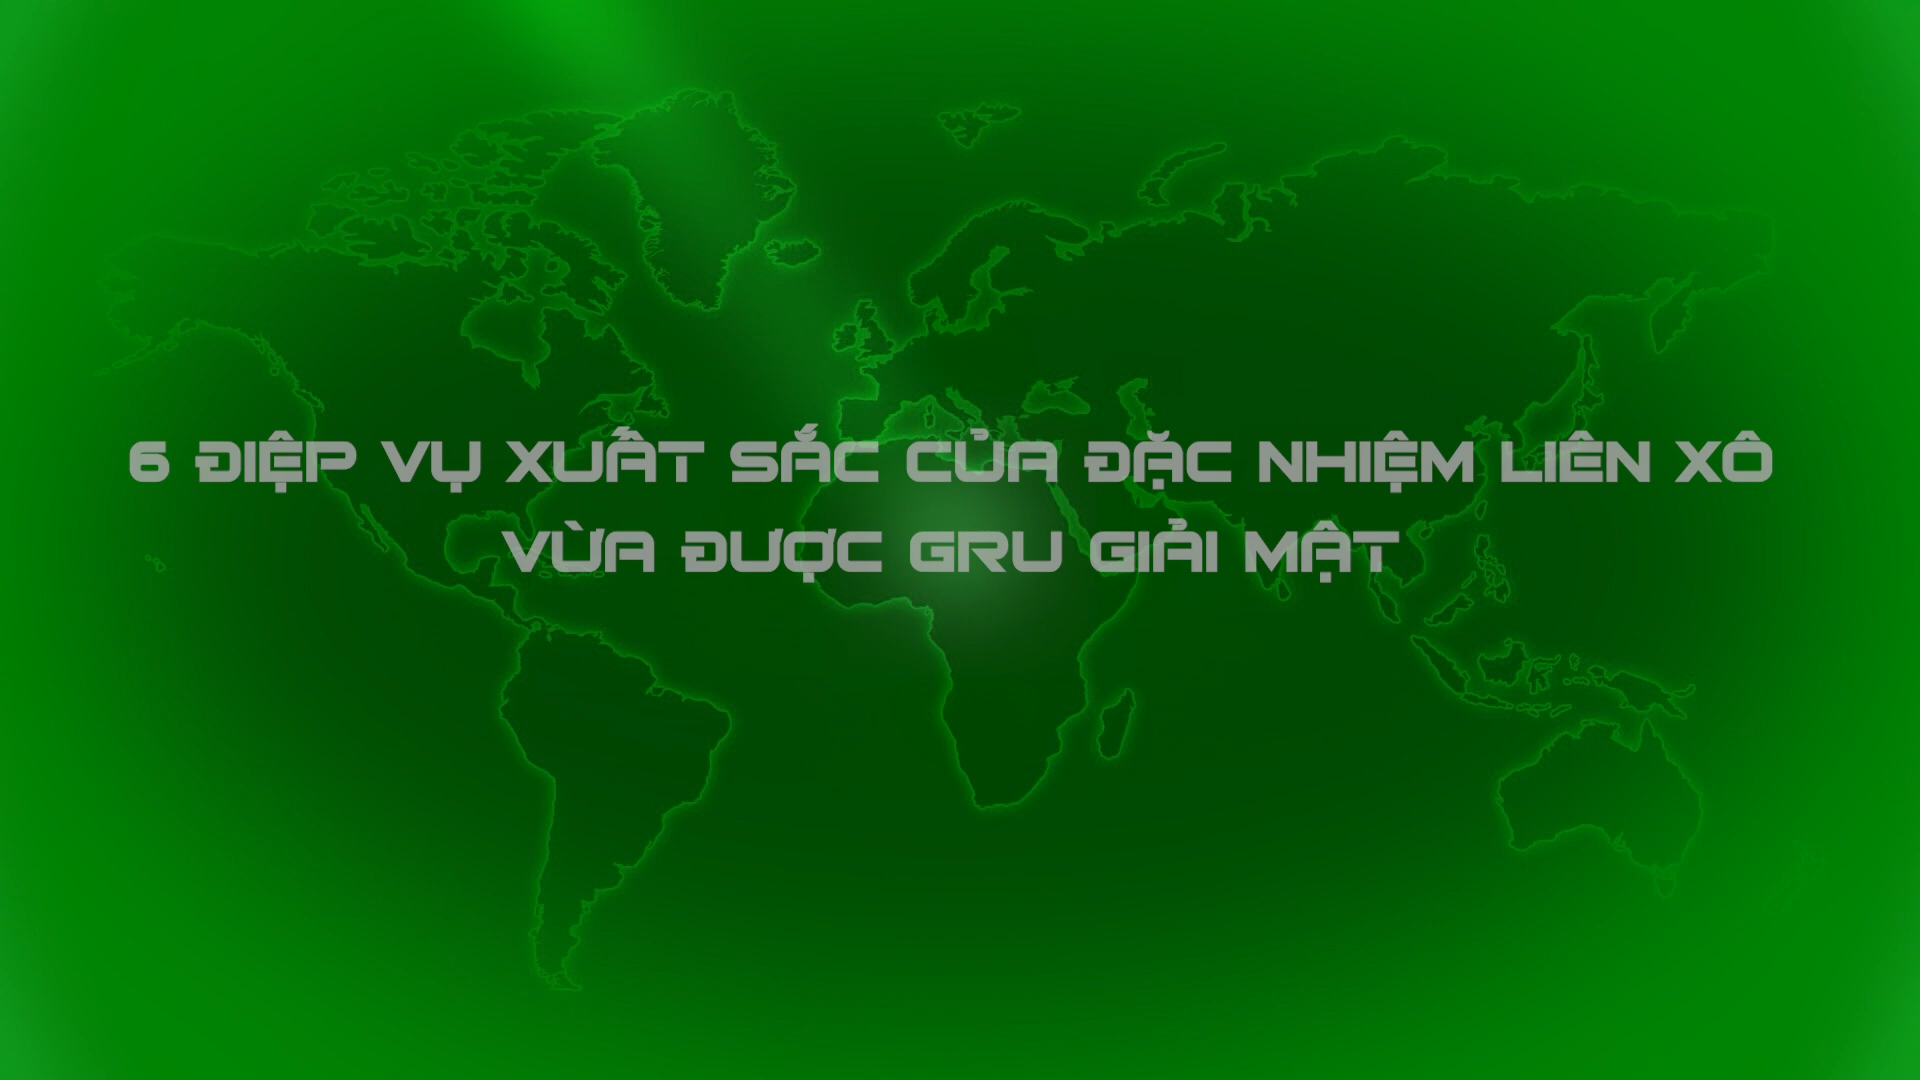 6 ĐIỆP VỤ XUẤT SẮC CỦA ĐẶC NHIỆM LIÊN XÔ
VỪA ĐƯỢC GRU GIẢI MẬT